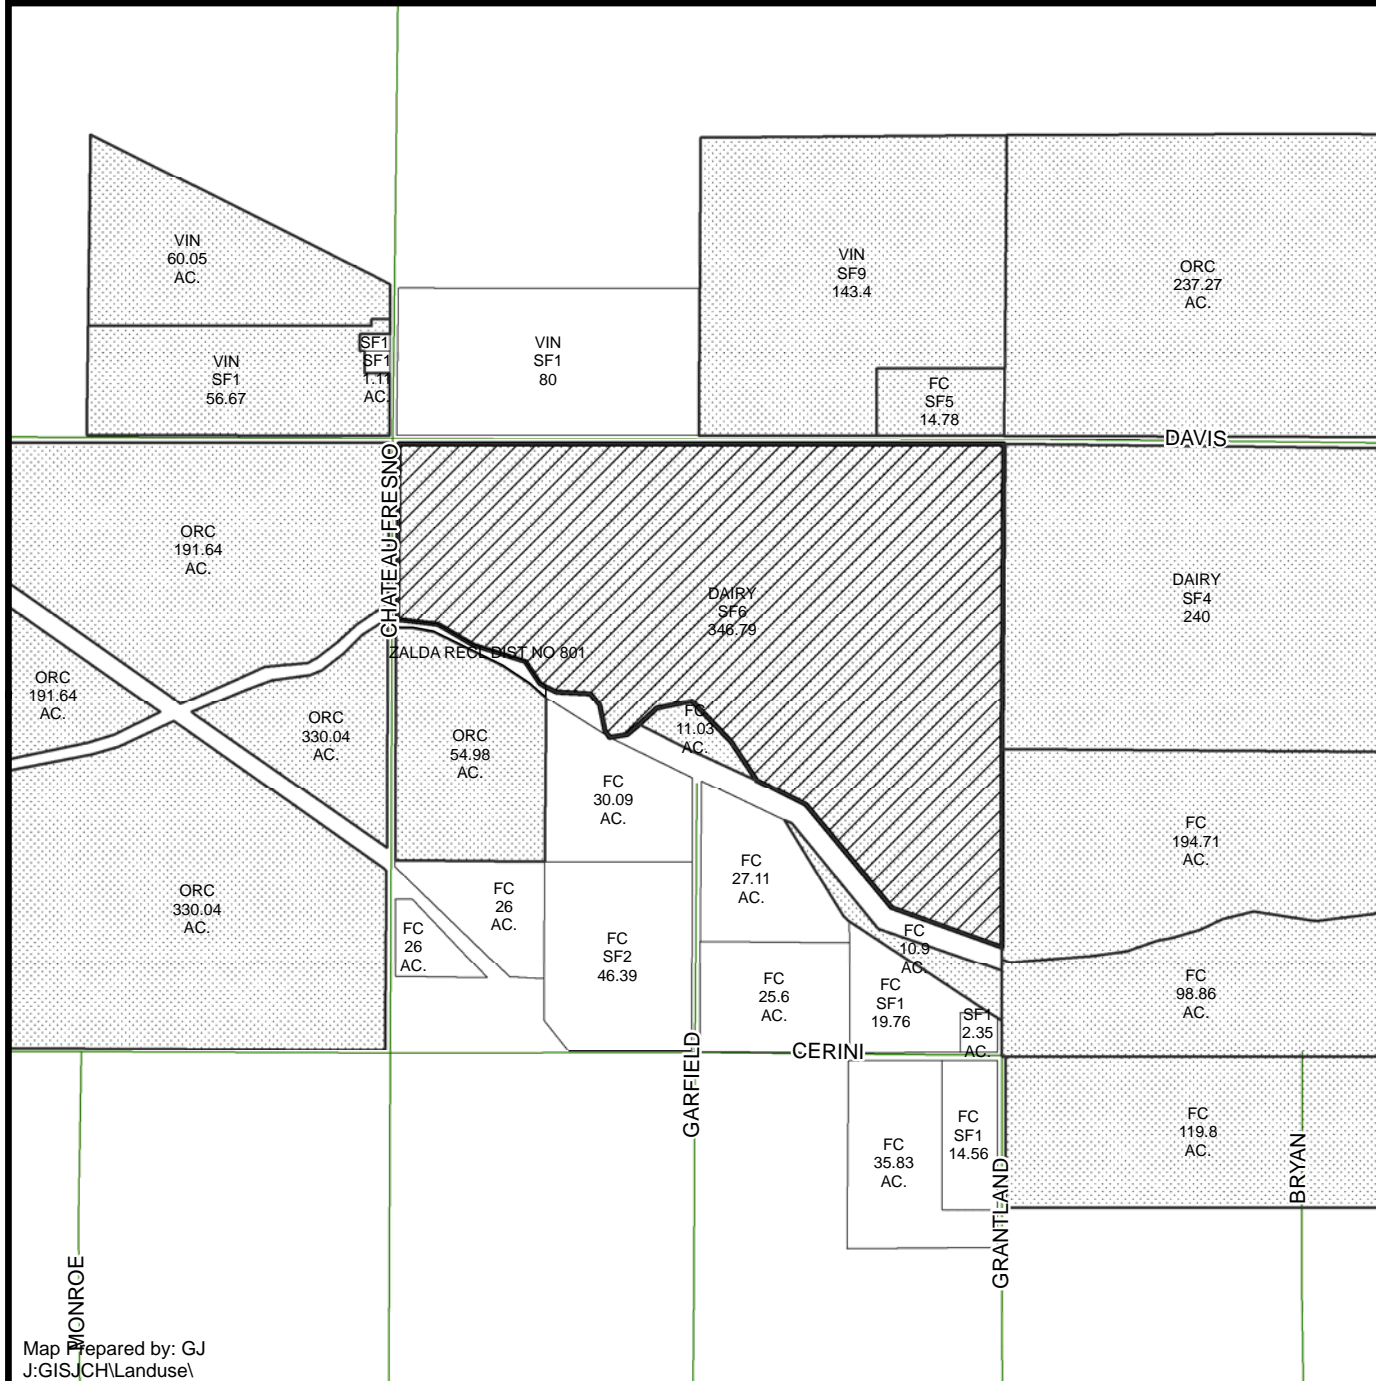 VIN
60.05
AC.
VIN
SF9
143.4
ORC
237.27
AC.
VIN
SF1
56.67
SF1
SF1
1.11
AC.
VIN
SF1
80
FC
SF5
14.78
DAVIS
CHATEAU FRESNO
ORC
191.64
AC.
DAIRY
SF6
346.79
DAIRY
SF4
240
ZALDA RECL DIST NO 801
ORC
191.64
AC.
ORC
330.04
AC.
ORC
54.98
AC.
FC
11.03
AC.
FC
30.09
AC.
FC
194.71
AC.
ORC
330.04
AC.
FC
26
AC.
FC
26
AC.
FC
SF2
46.39
FC
27.11
AC.
FC
10.9
AC.
FC
25.6
AC.
FC
SF1
19.76
SF1
2.35
AC.
FC
98.86
AC.
CERINI
GARFIELD
FC
35.83
AC.
FC
SF1
14.56
FC
119.8
AC.
GRANTLAND
BRYAN
MONROE
Map Prepared by: GJ
J:GISJCH\Landuse\